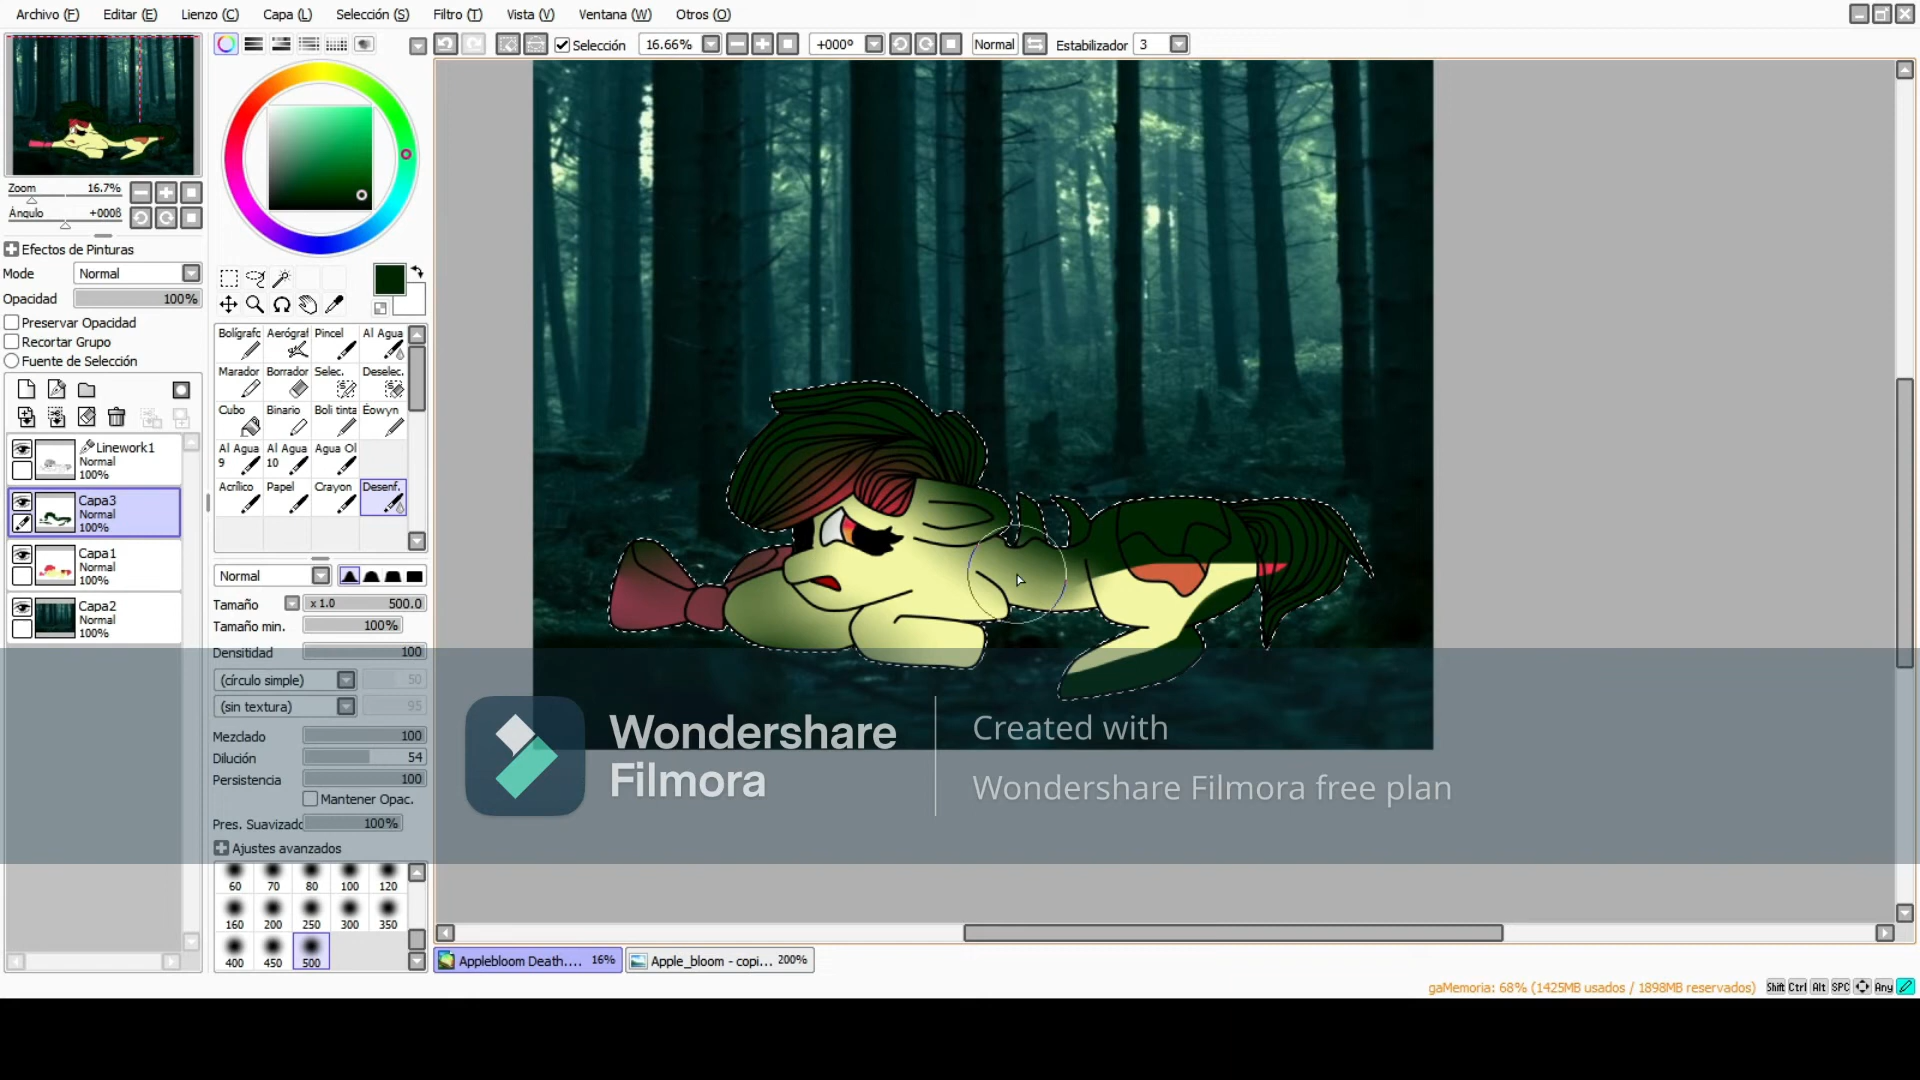 Archivo (F) Editar (E) Lienzo (C) Capa (L) Selección (S) Filtro (T) Vista (V) Ventana (W) Otros (O)
Selección 16.66% +000º Normal Estabilizador 3
Zoom 16.7%
Ángulo +000ß
Efectos de Pinturas
Mode Normal
Opacidad 100%
Preservar Opacidad
Recortar Grupo
Fuente de Selección
Linework1
Normal
100%
Capa3
Normal
100%
Capa1
Normal
100%
Capa2
Normal
100%
Bolígrafc Aerógraf Pincel Al Agua
Marador Borrador Selec. Deselec.
Cubo Binario Boli tinta Éowyn
Al Agua 9 Al Agua 10 Agua Ol
Acrílico Papel Crayon Desenf.
Normal
Tamaño x 1.0 500.0
Tamaño min. 100%
Densitidad 100
(círculo simple) 50
(sin textura) 95
Mezclado 100
Dilución 54
Persistencia 100
Mantener Opac.
Pres. Suavizadc 100%
Ajustes avanzados
60 70 80 100 120
160 200 250 300 350
400 450 500
Wondershare
Filmora
Created with
Wondershare Filmora free plan
Applebloom Death.... 16% Apple_bloom - copi... 200%
gaMemoria: 68% (1425MB usados / 1898MB reservados) Shift Ctrl Alt SPC Any